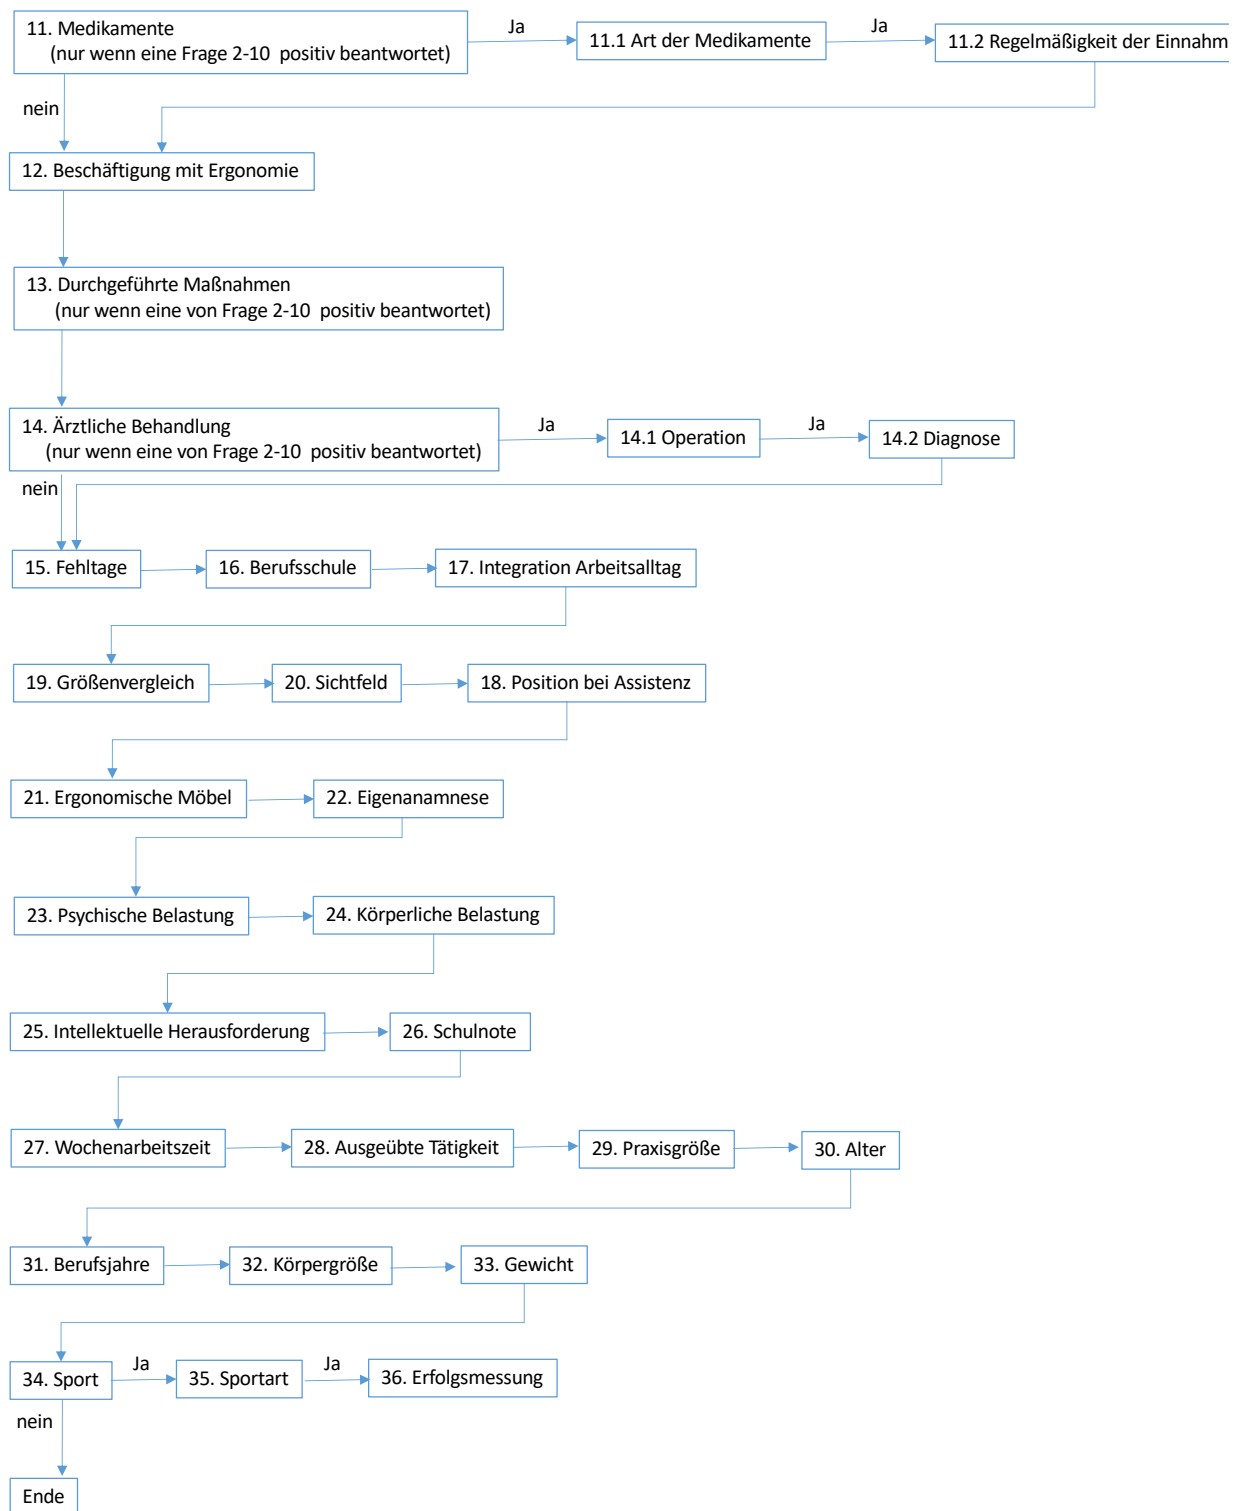 11. Medikamente
(nur wenn eine Frage 2-10 positiv beantwortet)
Ja
11.1 Art der Medikamente
Ja
11.2 Regelmäßigkeit der Einnahm
nein
12. Beschäftigung mit Ergonomie
13. Durchgeführte Maßnahmen
(nur wenn eine von Frage 2-10 positiv beantwortet)
14. Ärztliche Behandlung
(nur wenn eine von Frage 2-10 positiv beantwortet)
Ja
14.1 Operation
Ja
14.2 Diagnose
nein
15. Fehltage
16. Berufsschule
17. Integration Arbeitsalltag
19. Größenvergleich
20. Sichtfeld
18. Position bei Assistenz
21. Ergonomische Möbel
22. Eigenanamnese
23. Psychische Belastung
24. Körperliche Belastung
25. Intellektuelle Herausforderung
26. Schulnote
27. Wochenarbeitszeit
28. Ausgeübte Tätigkeit
29. Praxisgröße
30. Alter
31. Berufsjahre
32. Körpergröße
33. Gewicht
34. Sport
Ja
35. Sportart
Ja
36. Erfolgsmessung
nein
Ende